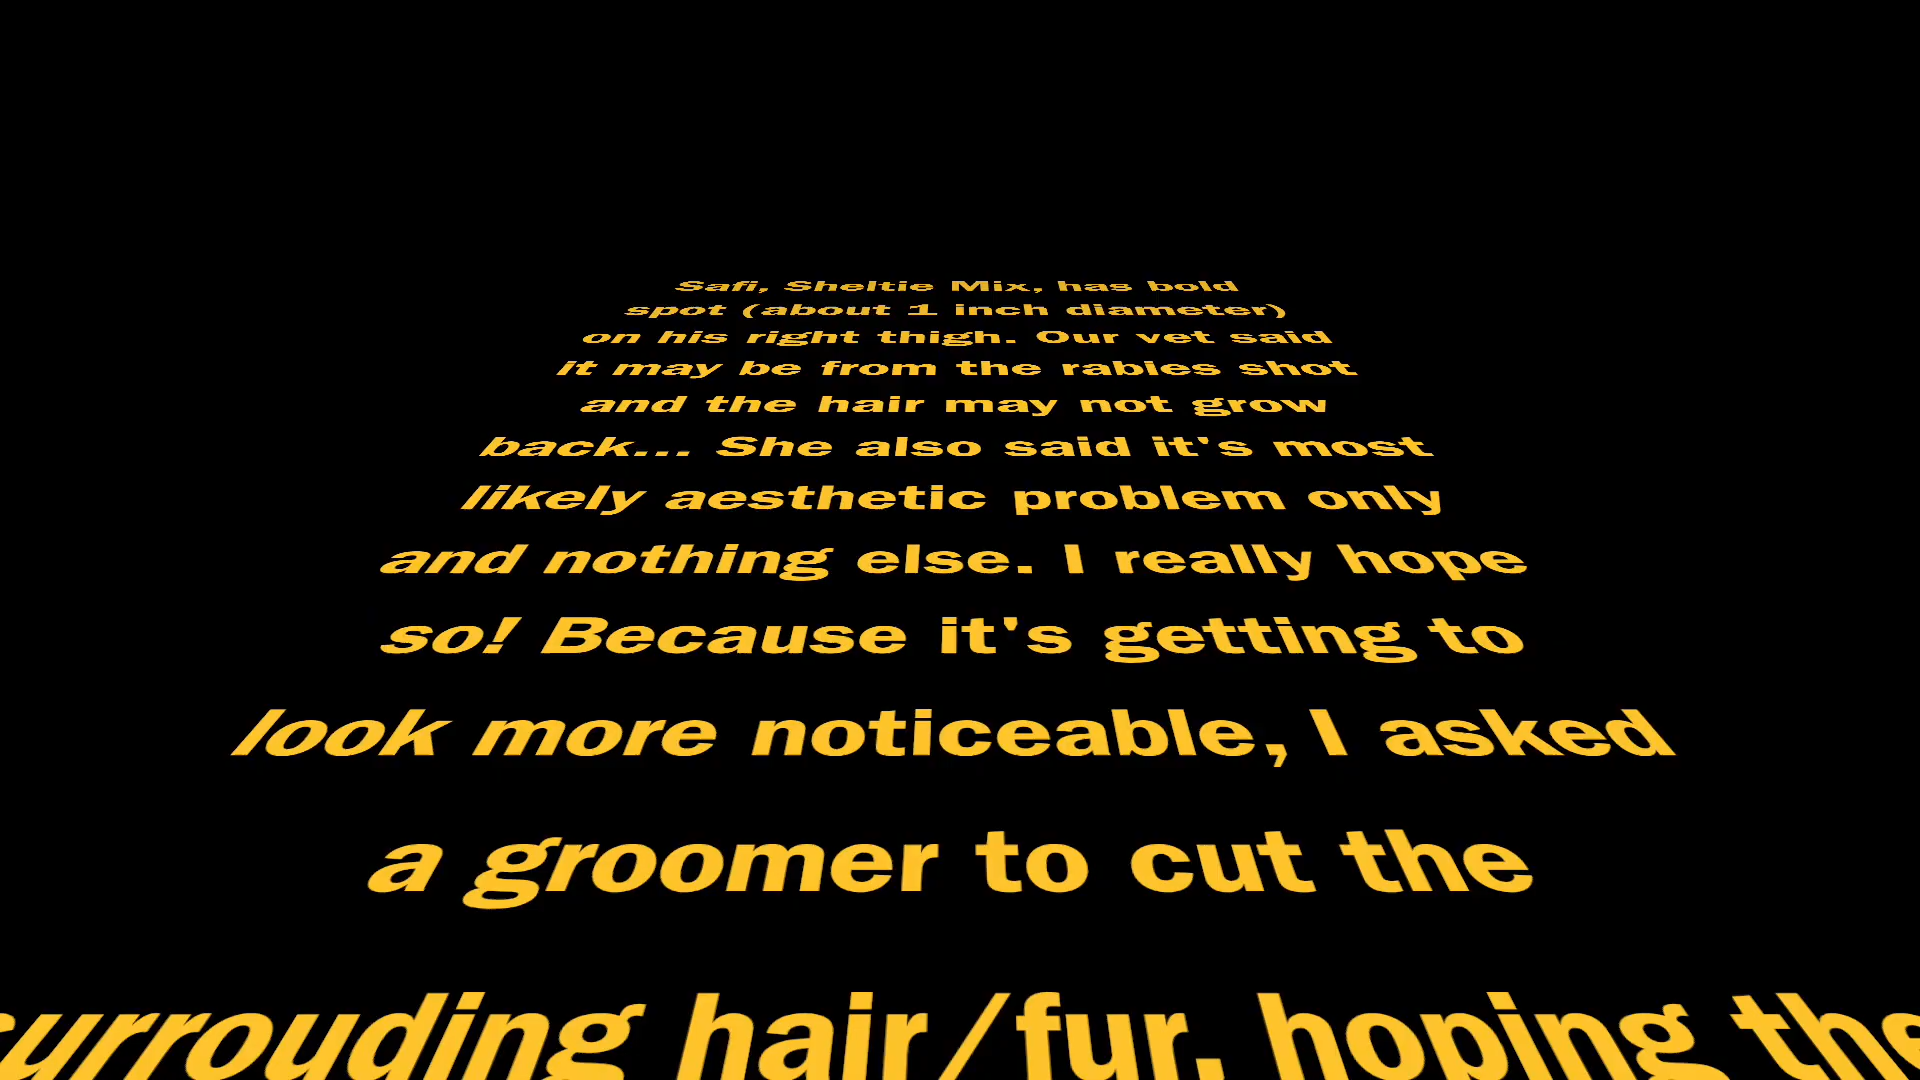 Safi, Sheltie Mix, has bold
spot (about 1 inch diameter)
on his right thigh. Our vet said
it may be from the rabies shot
and the hair may not grow
back... She also said it's most
likely aesthetic problem only
and nothing else. I really hope
so! Because it's getting to
look more noticeable, I asked
a groomer to cut the
surrouding hair/fur, hoping the